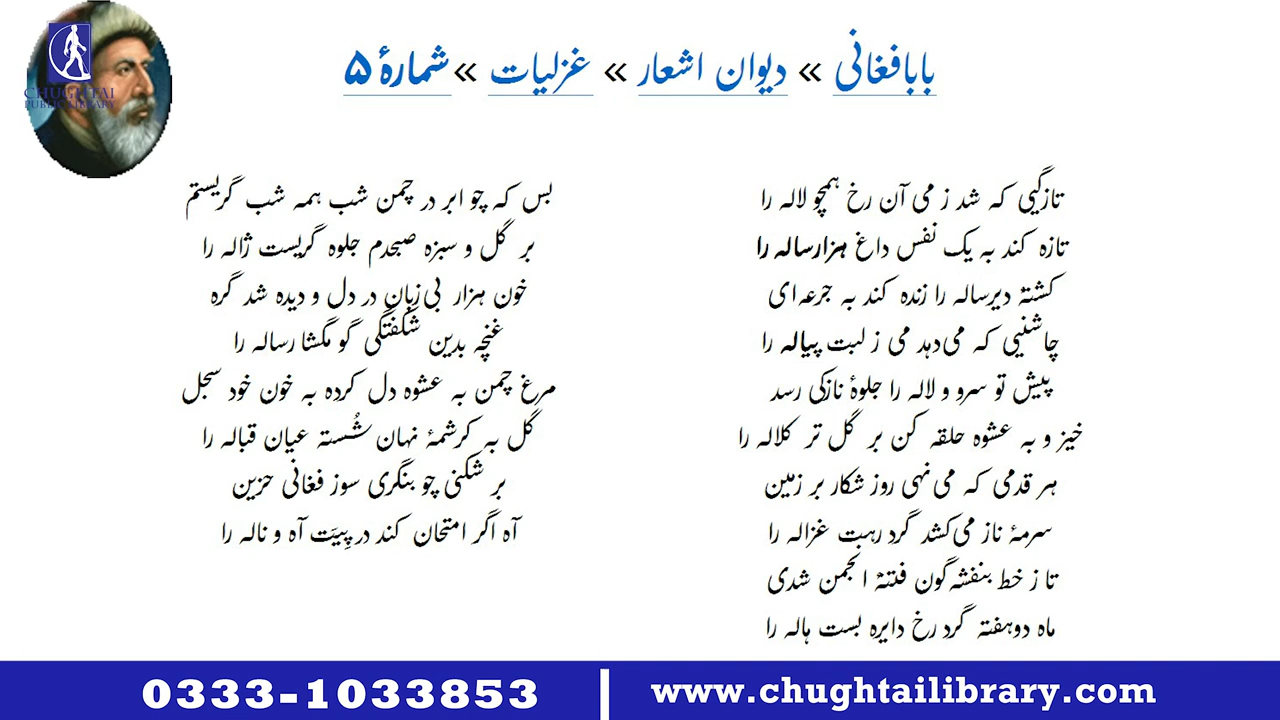 CHUGHTAI
PUBLIC LIBRARY
بابافغانی » دیوان اشعار » غزلیات » شمارهٔ ۵
تازگیی که شد ز می آن رخ همچو لاله را
تازه کند به یک نفس داغ هزارساله را
کشتهٔ دیرساله را زنده کند به جرعه‌ای
چاشنیی که می‌دهد می ز لبت پیاله را
پیش تو سرو و لاله را جلوهٔ نازکی رسد
خیز و به عشوه حلقه کن بر گل تر کلاله را
هر قدمی که می‌نهی روز شکار بر زمین
سرمهٔ ناز می‌کشد گرد رهت غزاله را
تا ز خط بنفشه‌گون فتنهٔ انجمن شدی
ماه دوهفته گرد رخ دایره بست هاله را
بس که چو ابر در چمن شب همه شب گریستم
بر گل و سبزه صبحدم جلوه گریست ژاله را
خون هزار بی‌زبان در دل و دیده شد گره
غنچه بدین شکفتگی گو مگشا رساله را
مرغ چمن به عشوه دل کرده به خون خود سجل
گل به کرشمهٔ نهان شُسته عیان قباله را
بر شکنی چو بنگری سوز فغانی حزین
آه اگر امتحان کند در پِیَت آه و ناله را
0333-1033853
www.chughtailibrary.com